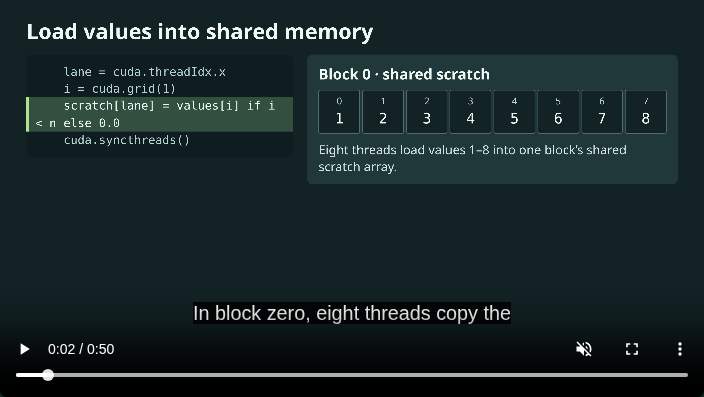 Load values into shared memory
lane = cuda.threadIdx.x
i = cuda.grid(1)
scratch[lane] = values[i] if i
< n else 0.0
cuda.syncthreads()
Block 0 · shared scratch
0 1 2 3 4 5 6 7
1 2 3 4 5 6 7 8
Eight threads load values 1–8 into one block's shared
scratch array.
In block zero, eight threads copy the
0:02 / 0:50